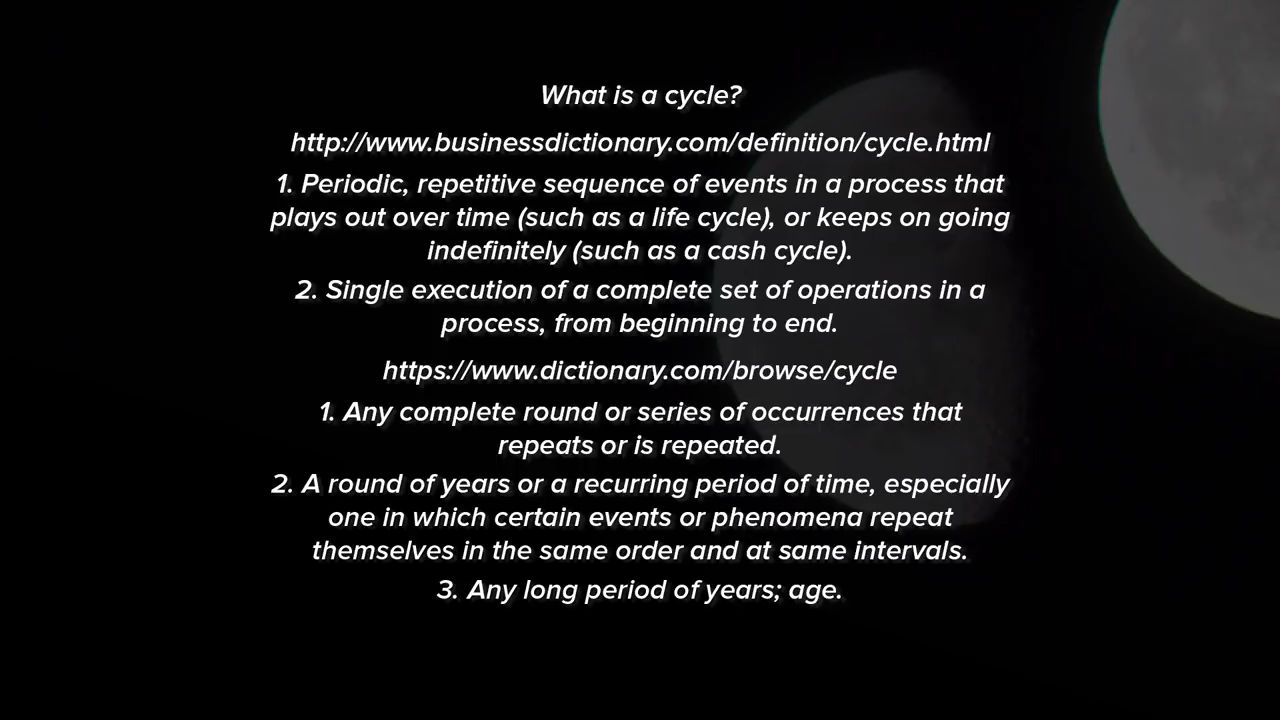 What is a cycle?
http://www.businessdictionary.com/definition/cycle.html
1. Periodic, repetitive sequence of events in a process that
plays out over time (such as a life cycle), or keeps on going
indefinitely (such as a cash cycle).
2. Single execution of a complete set of operations in a
process, from beginning to end.
https://www.dictionary.com/browse/cycle
1. Any complete round or series of occurrences that
repeats or is repeated.
2. A round of years or a recurring period of time, especially
one in which certain events or phenomena repeat
themselves in the same order and at same intervals.
3. Any long period of years; age.